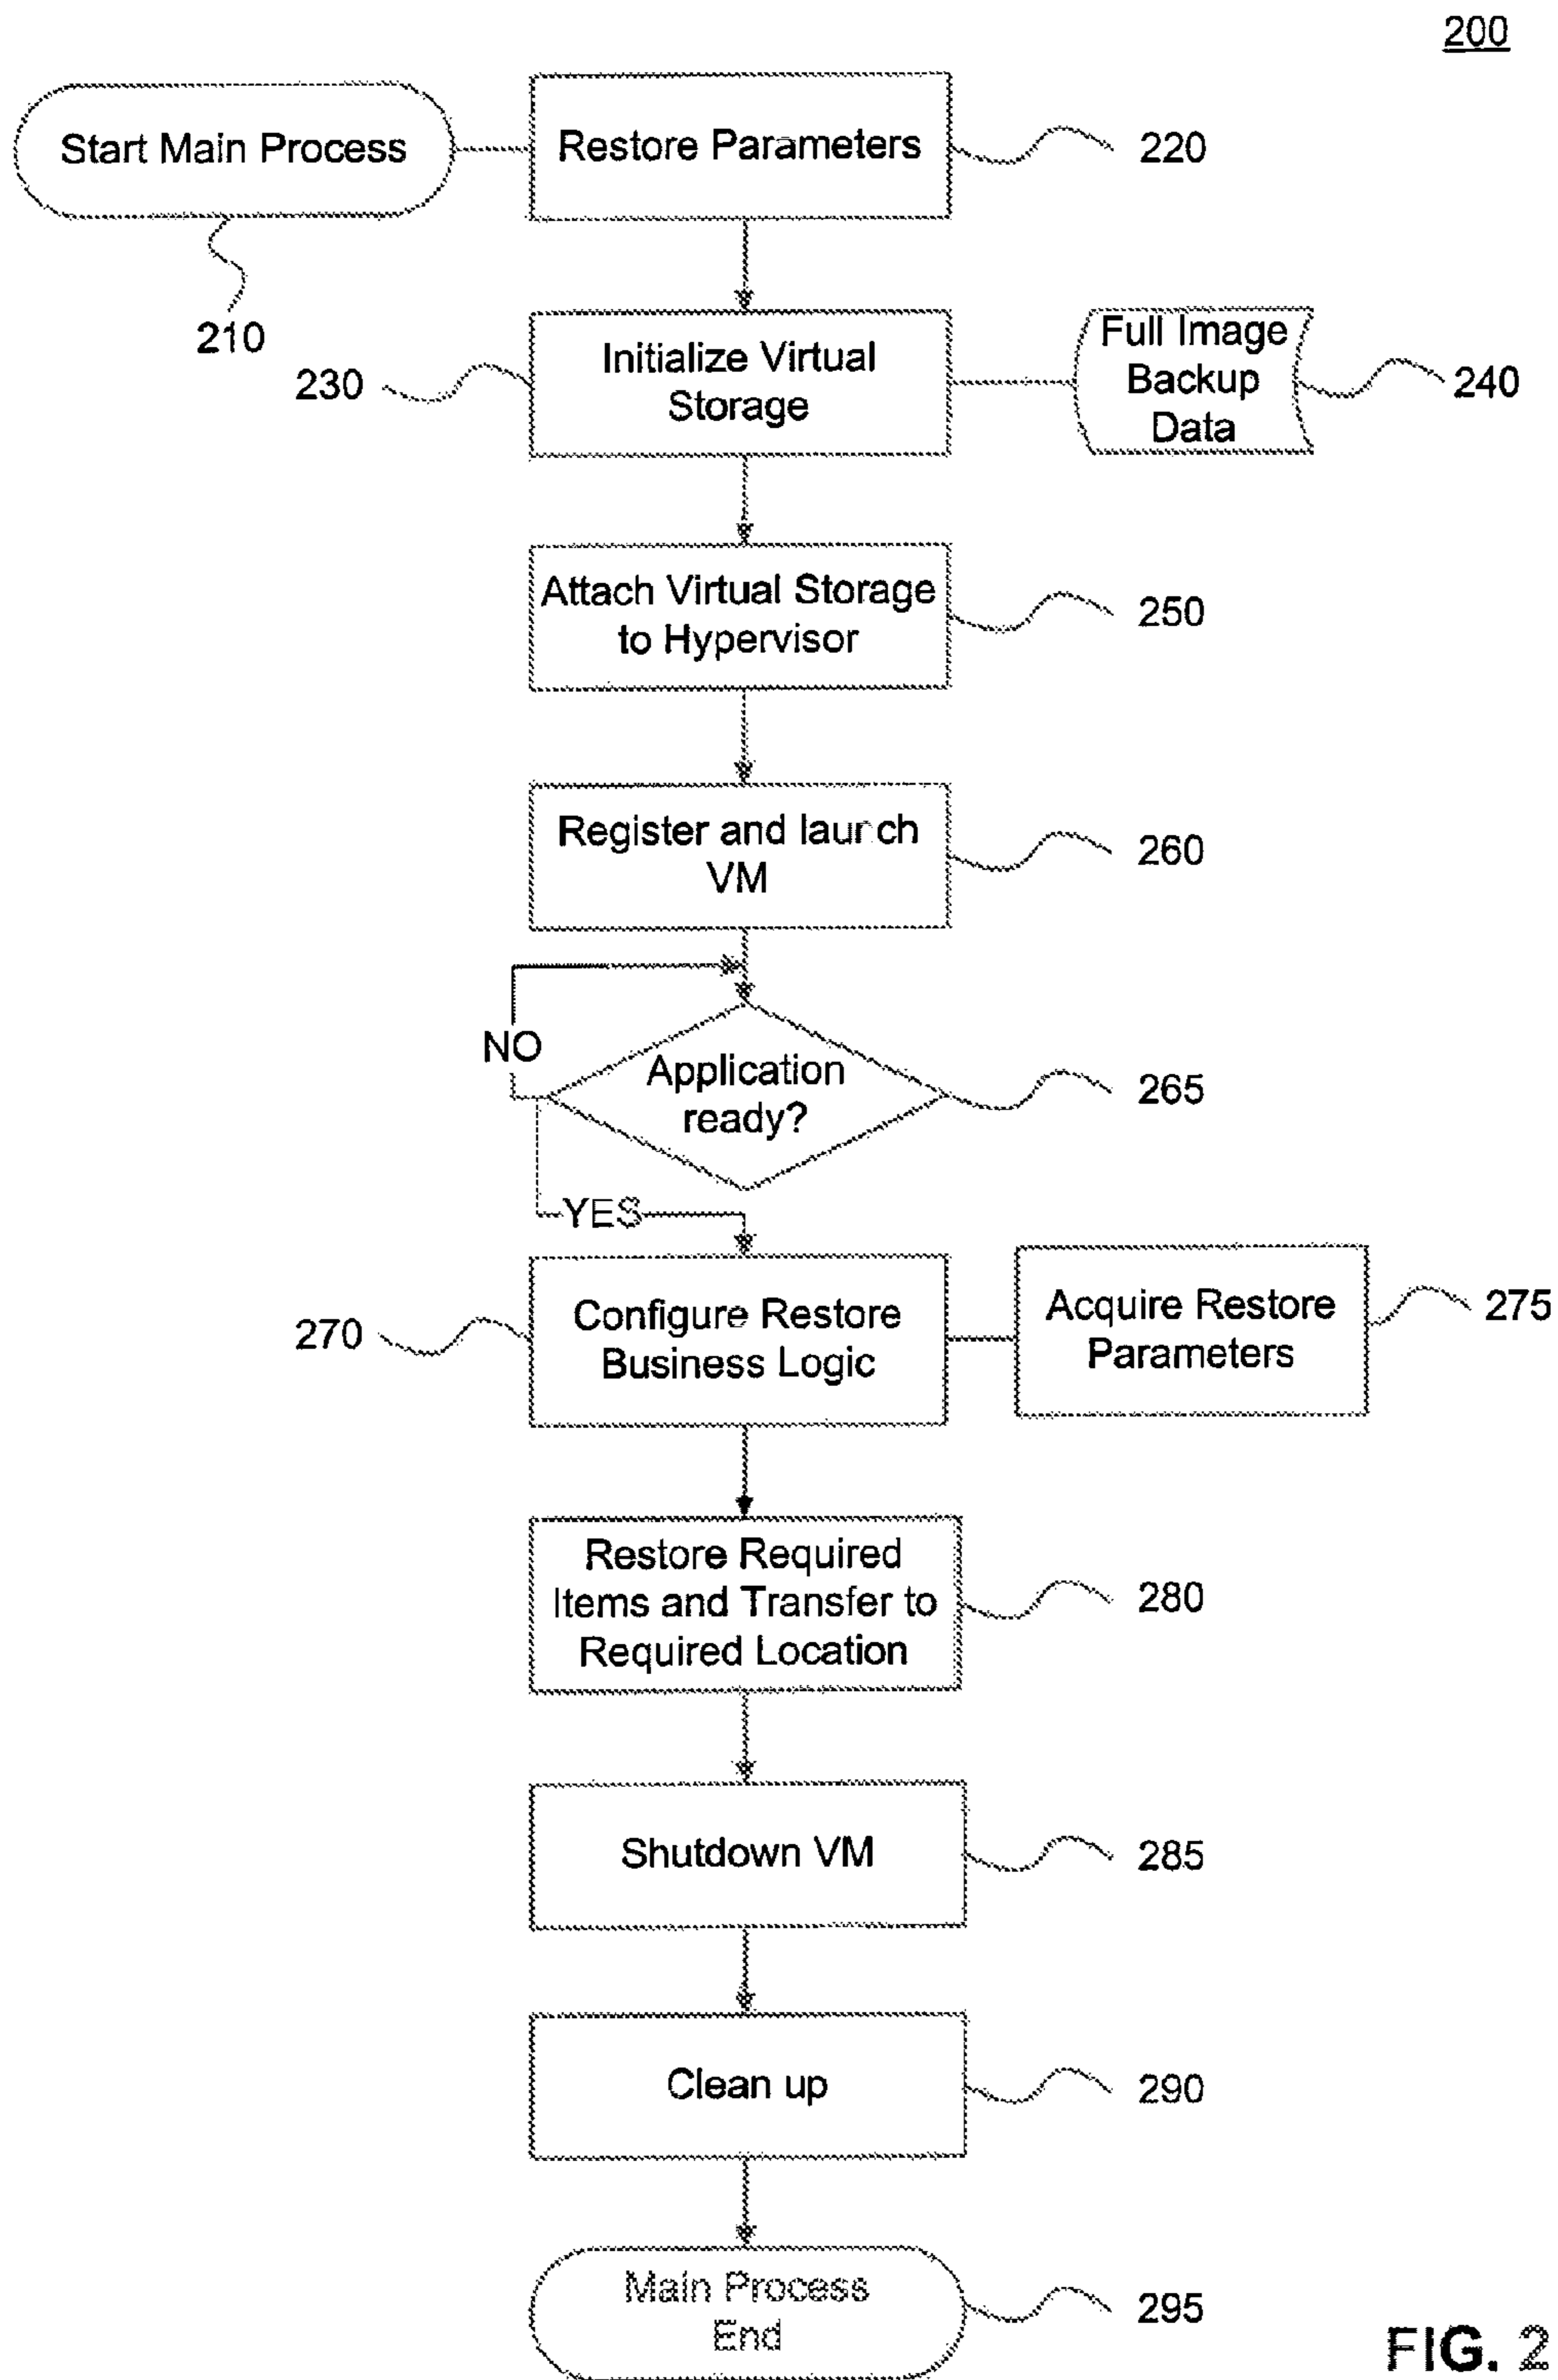 200
Start Main Process
Restore Parameters
220
210
230
Initialize Virtual
Storage
Full Image
Backup
Data
240
Attach Virtual Storage
to Hypervisor
250
Register and launch
VM
260
NO
Application
ready?
265
YES
270
Configure Restore
Business Logic
Acquire Restore
Parameters
275
Restore Required
Items and Transfer to
Required Location
280
Shutdown VM
285
Clean up
290
Main Process
End
295
FIG. 2